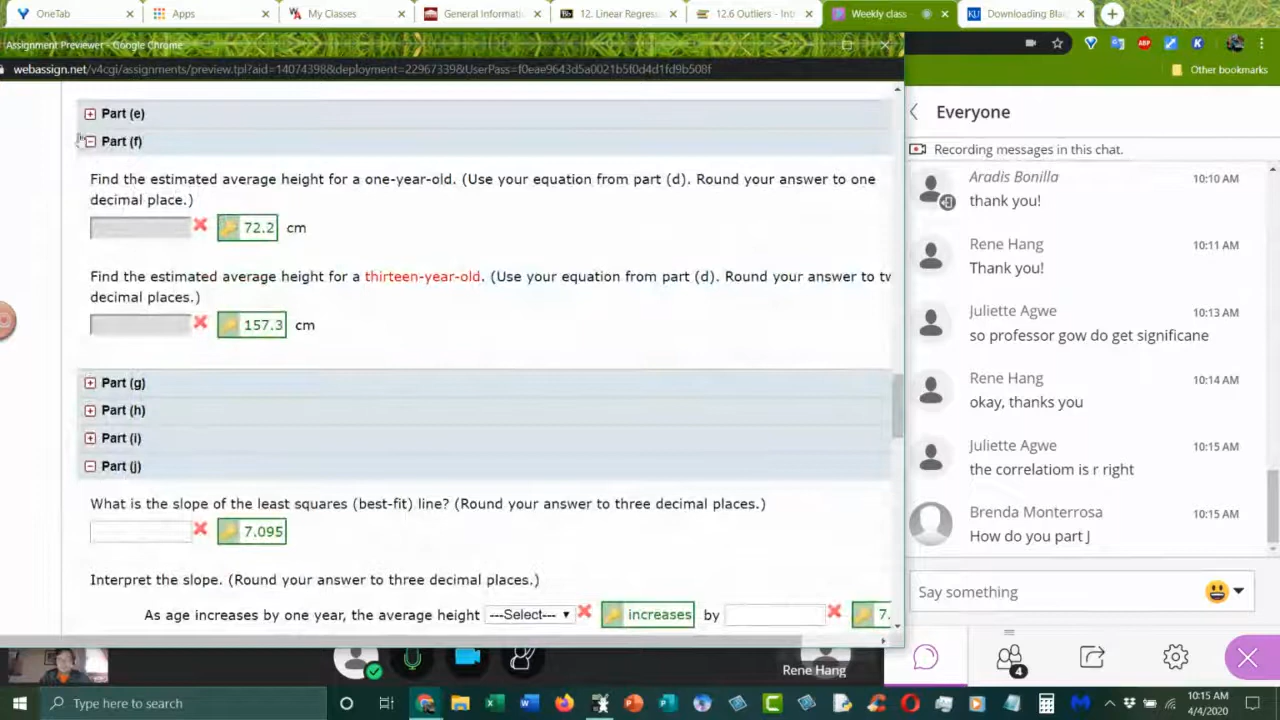 OneTab
Apps
My Classes
General Informati
12. Linear Regress
12.6 Outliers - Int
Weekly class
Downloading Blai
Assignment Previewer - Google Chrome
webassign.net/v4cgi/assignments/preview.tpl?aid=14074398&deployment=22967339&UserPass=f0eae9643d5a0021b5f0d4d1fd9b508f
Other bookmarks
Part (e)
Part (f)
Find the estimated average height for a one-year-old. (Use your equation from part (d). Round your answer to one
decimal place.)
72.2 cm
Find the estimated average height for a thirteen-year-old. (Use your equation from part (d). Round your answer to tw
decimal places.)
157.3 cm
Part (g)
Part (h)
Part (i)
Part (j)
What is the slope of the least squares (best-fit) line? (Round your answer to three decimal places.)
7.095
Interpret the slope. (Round your answer to three decimal places.)
As age increases by one year, the average height ---Select--- increases by 7.
Everyone
Recording messages in this chat.
Aradis Bonilla 10:10 AM
thank you!
Rene Hang 10:11 AM
Thank you!
Juliette Agwe 10:13 AM
so professor gow do get significane
Rene Hang 10:14 AM
okay, thanks you
Juliette Agwe 10:15 AM
the correlatiom is r right
Brenda Monterrosa 10:15 AM
How do you part J
Say something
4
Rene Hang
Type here to search
10:15 AM
4/4/2020